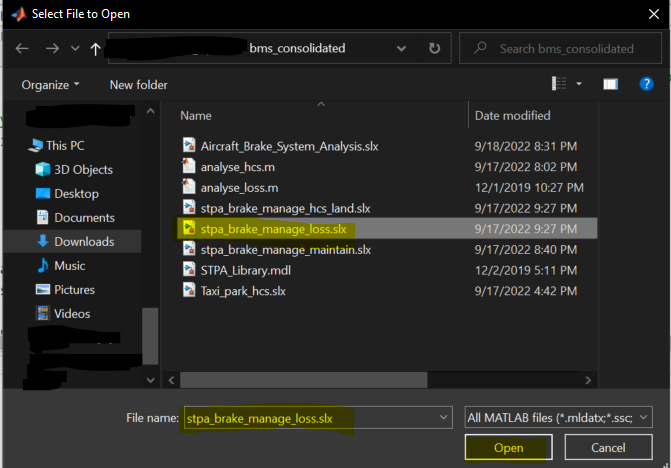 Select File to Open
bms_consolidated
Search bms_consolidated
Organize
New folder
This PC
3D Objects
Desktop
Documents
Downloads
Music
Pictures
Videos
Name Date modified
Aircraft_Brake_System_Analysis.slx 9/18/2022 8:31 PM
analyse_hcs.m 9/17/2022 8:02 PM
analyse_loss.m 12/1/2019 10:27 PM
stpa_brake_manage_hcs_land.slx 9/17/2022 9:27 PM
stpa_brake_manage_loss.slx 9/17/2022 9:27 PM
stpa_brake_manage_maintain.slx 9/17/2022 8:40 PM
STPA_Library.mdl 12/2/2019 5:11 PM
Taxi_park_hcs.slx 9/17/2022 4:42 PM
File name: stpa_brake_manage_loss.slx All MATLAB files (*.mldatx;*.ssc;
Open Cancel